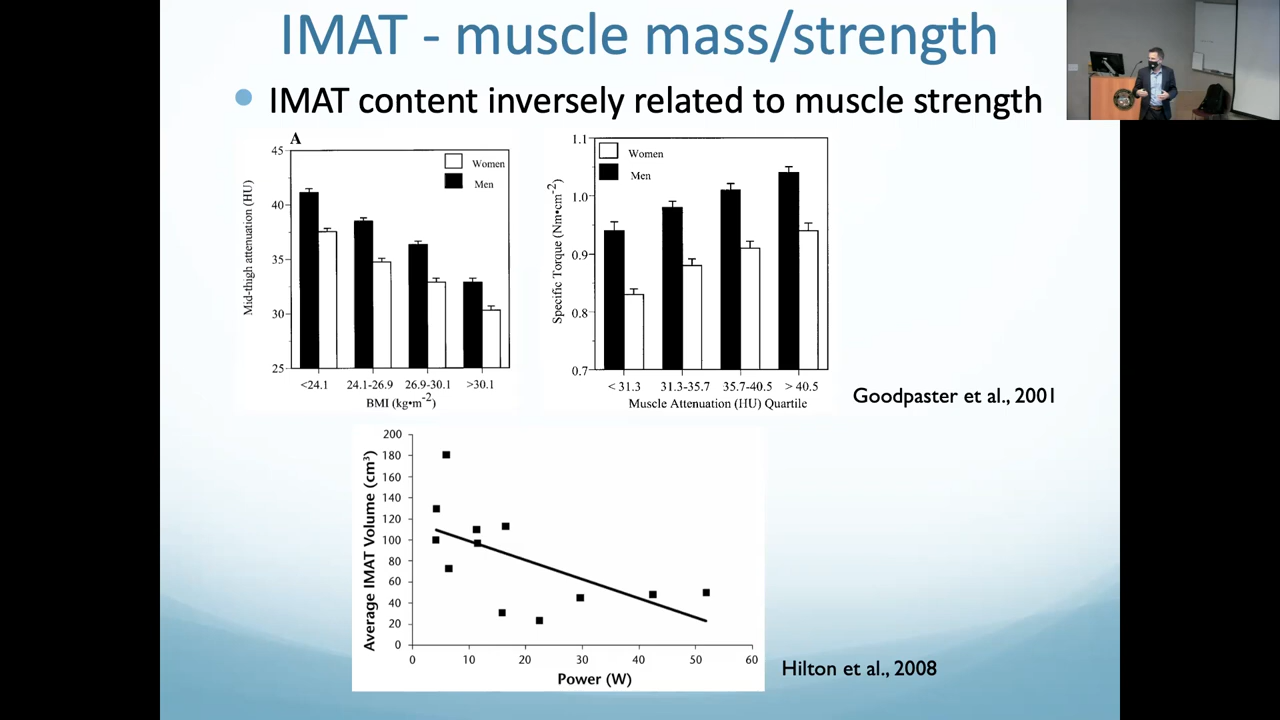 IMAT - muscle mass/strength
IMAT content inversely related to muscle strength
A
45
40
35
30
25
Mid-thigh attenuation (HU)
Women
Men
<24.1 24.1-26.9 26.9-30.1 >30.1
BMI (kg•m-2)
1.1
1.0
0.9
0.8
0.7
Specific Torque (Nm•cm-2)
Women
Men
< 31.3 31.3-35.7 35.7-40.5 > 40.5
Muscle Attenuation (HU) Quartile
Goodpaster et al., 2001
200
180
160
140
120
100
80
60
40
20
0
Average IMAT Volume (cm3)
0 10 20 30 40 50 60
Power (W)
Hilton et al., 2008